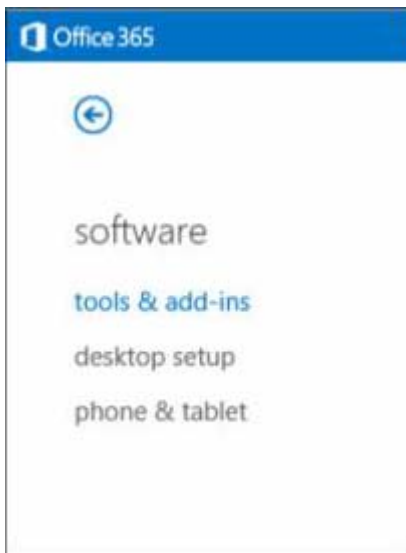 Office 365
software
tools & add-ins
desktop setup
phone & tablet